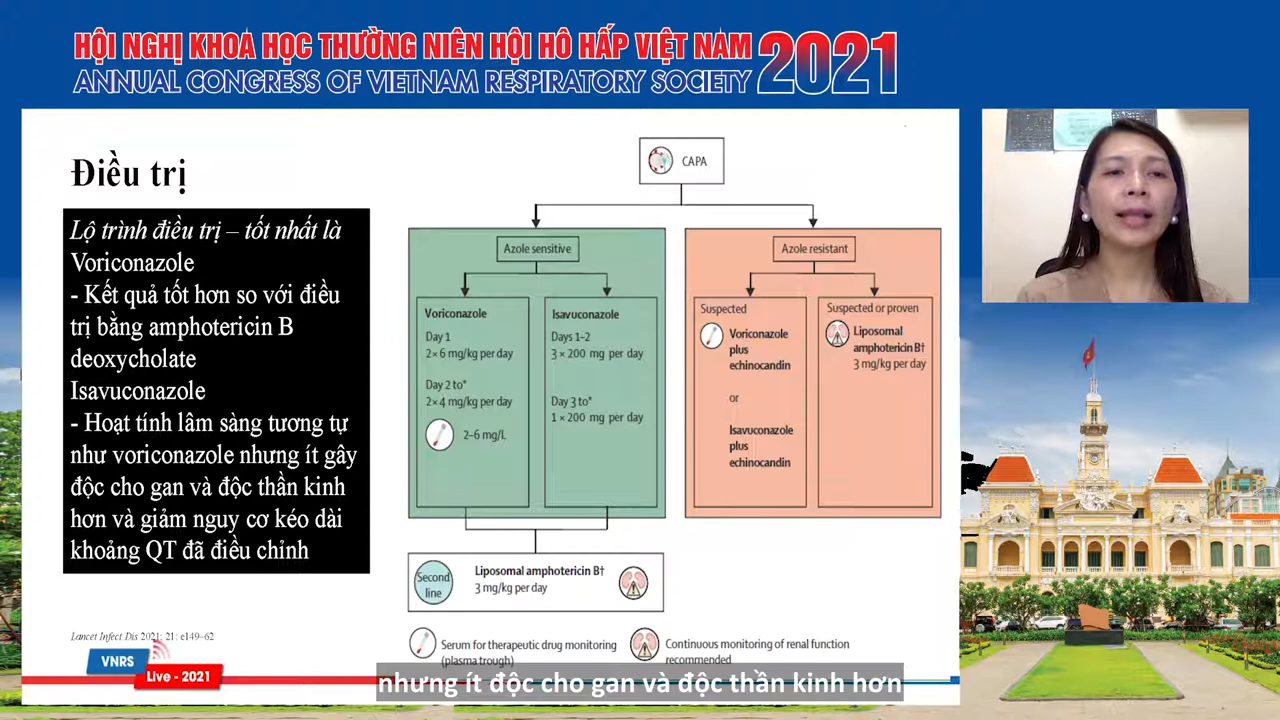 HỘI NGHỊ KHOA HỌC THƯỜNG NIÊN HỘI HÔ HẤP VIỆT NAM
ANNUAL CONGRESS OF VIETNAM RESPIRATORY SOCIETY
2021
Điều trị
Lộ trình điều trị – tốt nhất là
Voriconazole
- Kết quả tốt hơn so với điều
trị bằng amphotericin B
deoxycholate
Isavuconazole
- Hoạt tính lâm sàng tương tự
như voriconazole nhưng ít gây
độc cho gan và độc thần kinh
hơn và giảm nguy cơ kéo dài
khoảng QT đã điều chỉnh
CAPA
Azole sensitive
Voriconazole
Day 1
2× 6 mg/kg per day
Day 2 to*
2× 4 mg/kg per day
2–6 mg/L
Isavuconazole
Days 1–2
3 × 200 mg per day
Day 3 to*
1 × 200 mg per day
Azole resistant
Suspected
Voriconazole
plus
echinocandin
or
Isavuconazole
plus
echinocandin
Suspected or proven
Liposomal
amphotericin B†
3 mg/kg per day
Second
line
Liposomal amphotericin B†
3 mg/kg per day
Serum for therapeutic drug monitoring
(plasma trough)
Continuous monitoring of renal function
recommended
Lancet Infect Dis 2021; 21: e149–62
VNRS
Live - 2021
nhưng ít độc cho gan và độc thần kinh hơn